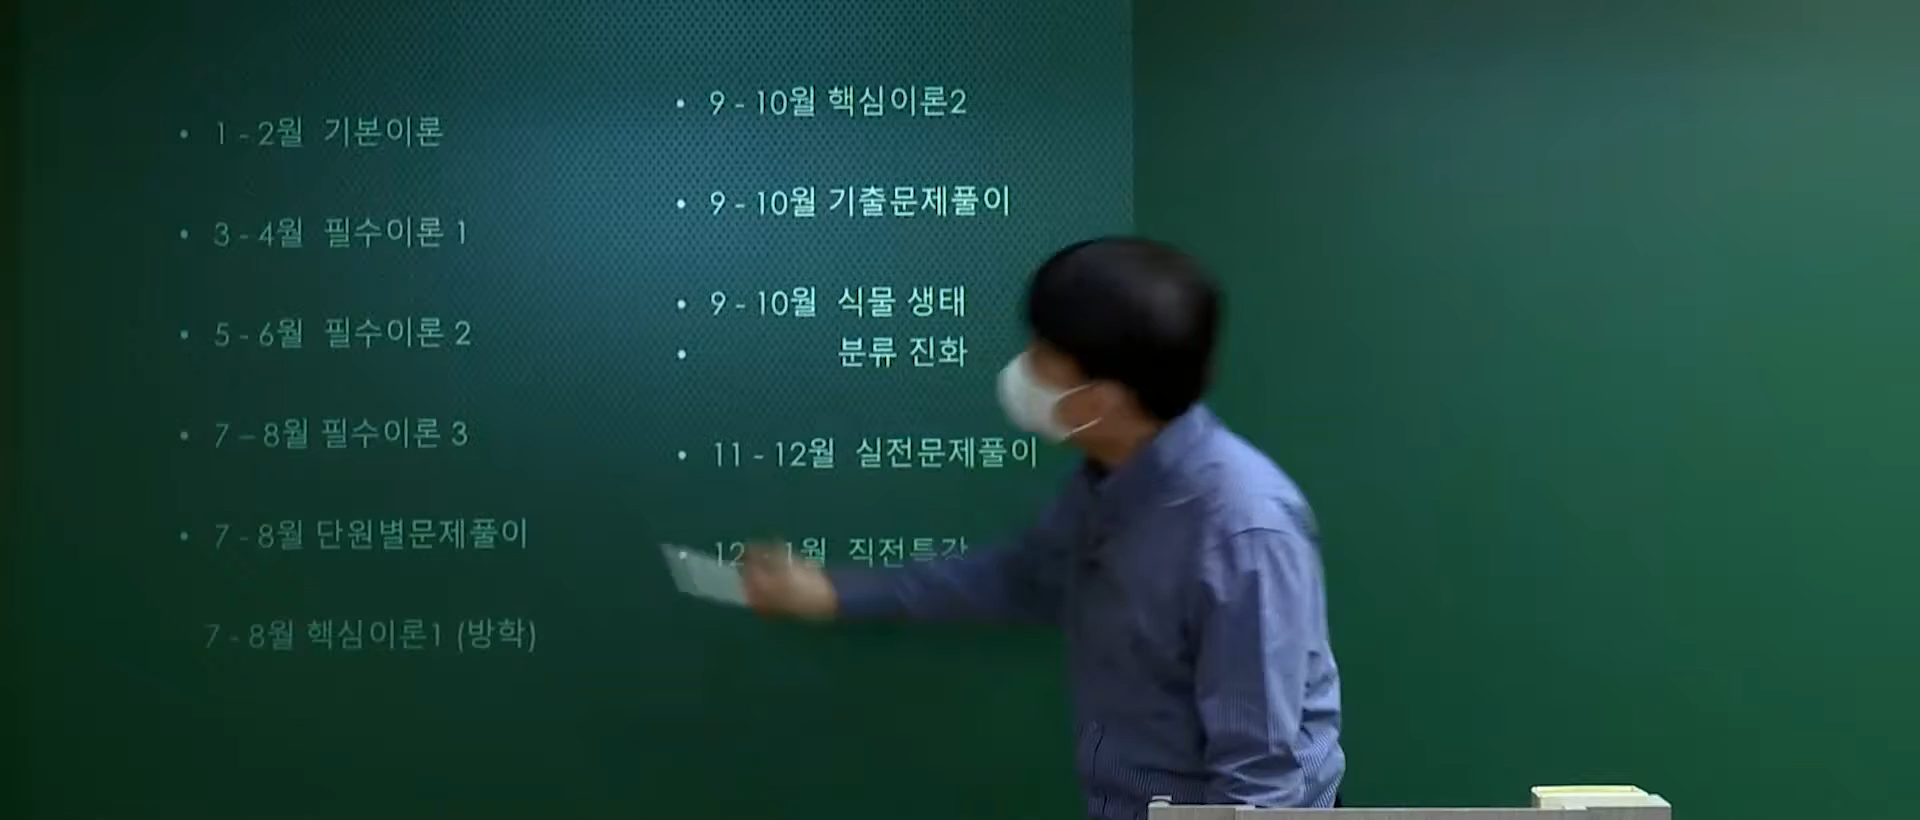 • 1 - 2월 기본이론
• 3 - 4월 필수이론 1
• 5 - 6월 필수이론 2
• 7 – 8월 필수이론 3
• 7 - 8월 단원별문제풀이
7 - 8월 핵심이론1 (방학)
• 9 - 10월 핵심이론2
• 9 - 10월 기출문제풀이
• 9 - 10월 식물 생태
• 분류 진화
• 11 - 12월 실전문제풀이
• 12 - 1월 직전특강